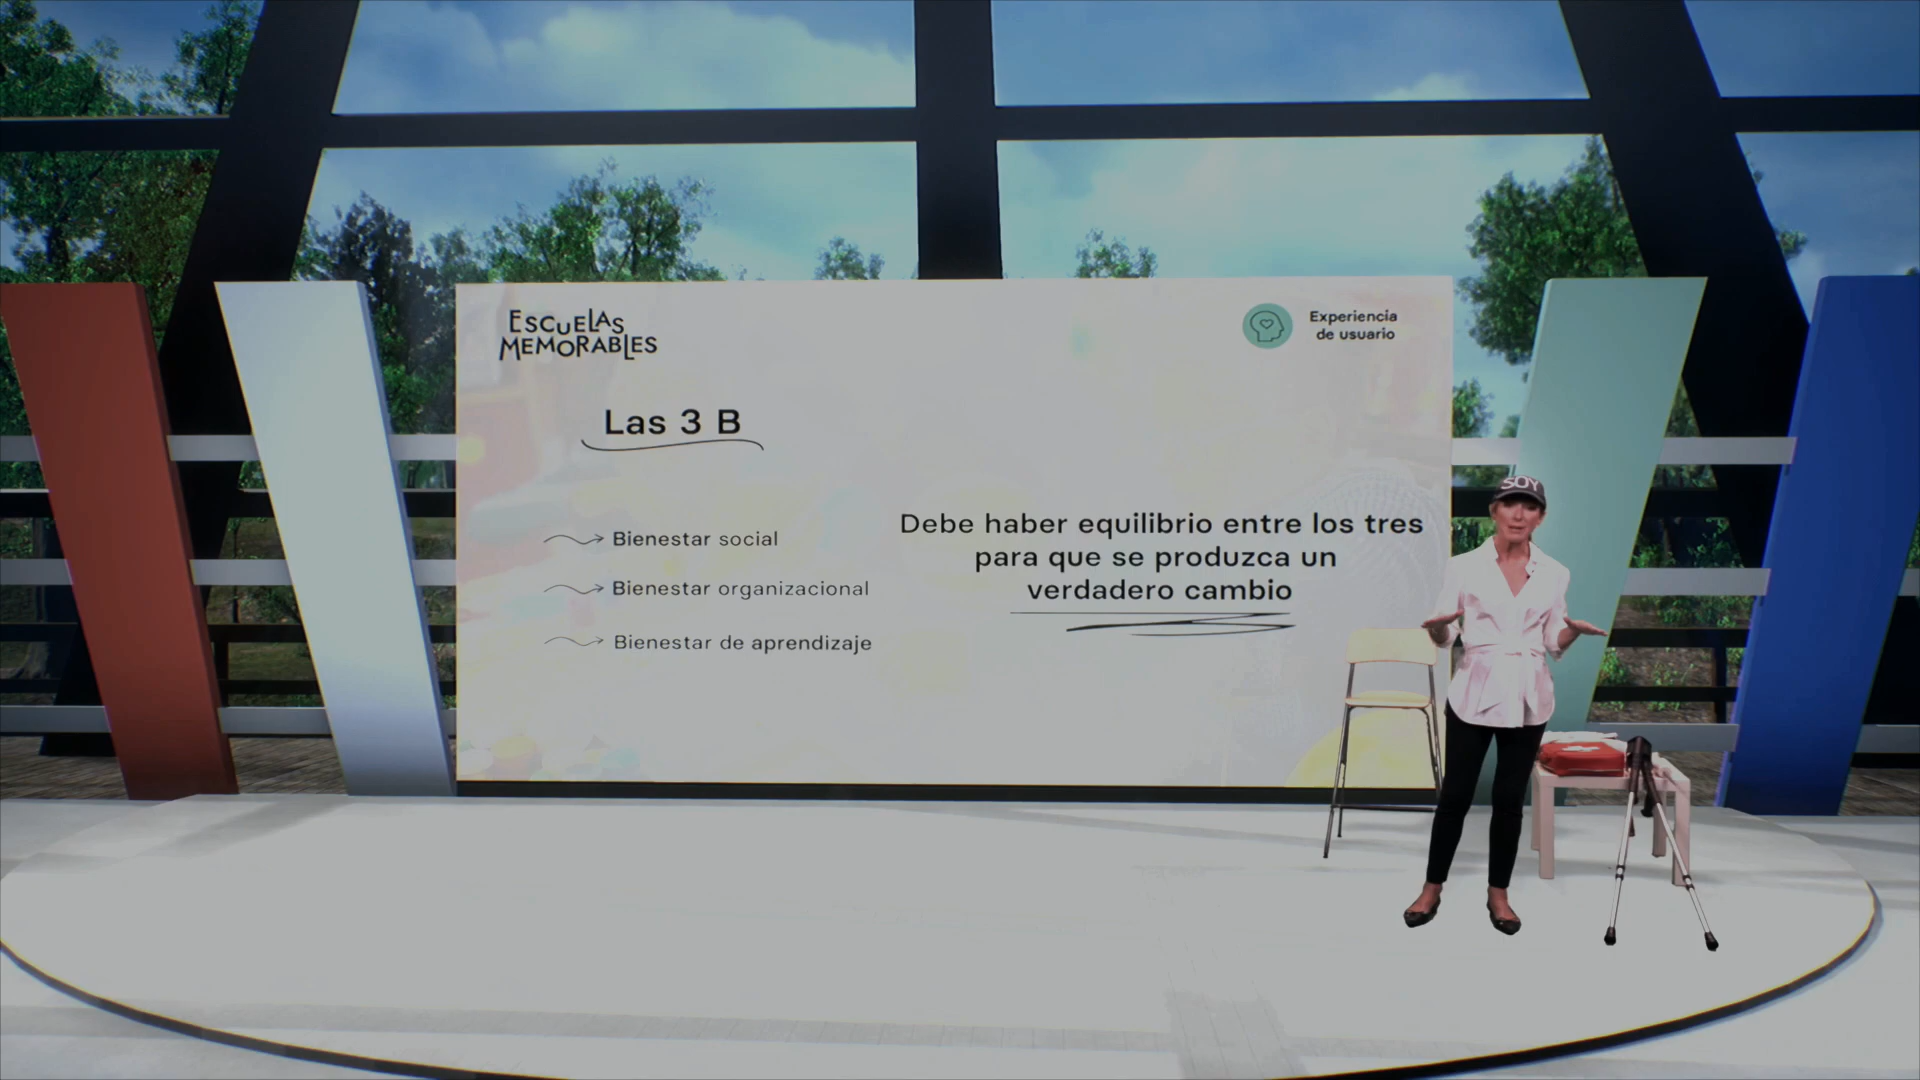 ESCUELAS
MEMORABLES
Experiencia
de usuario
Las 3 B
Bienestar social
Bienestar organizacional
Bienestar de aprendizaje
Debe haber equilibrio entre los tres
para que se produzca un
verdadero cambio
SOY